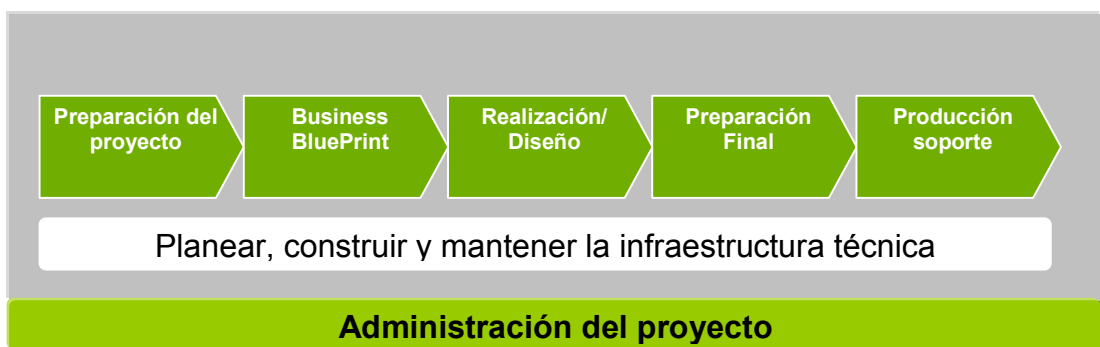 Preparación del
proyecto
Business
BluePrint
Realización/
Diseño
Preparación
Final
Producción
soporte
Planear, construir y mantener la infraestructura técnica
Administración del proyecto